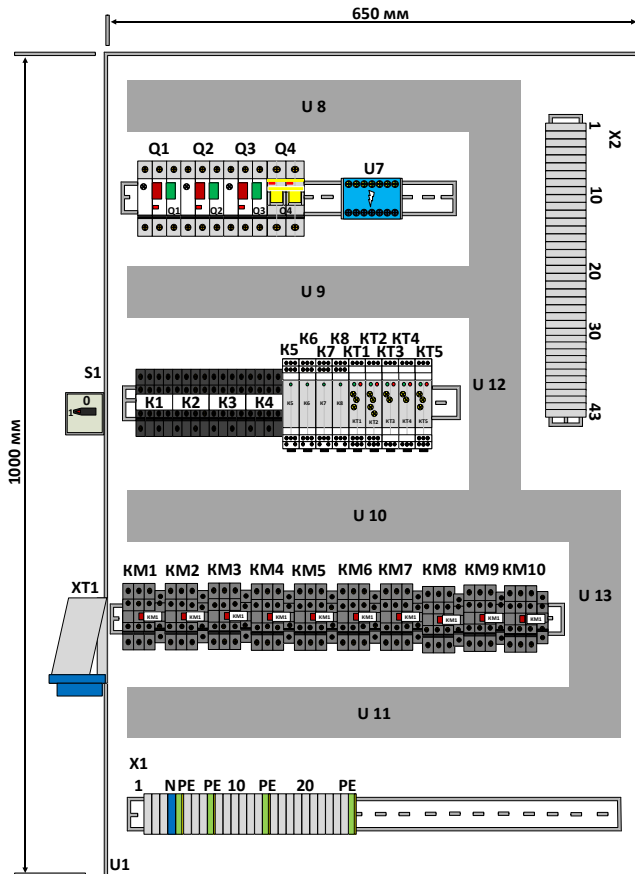 650 мм
U 8
1
X2
Q1 Q2 Q3 Q4
U7
Q1 Q2 Q3 Q4
10
20
U 9
30
K5 K6 K7 K8 KT1 KT2 KT3 KT4 KT5
S1
0
1
K1 K2 K3 K4
K5 K6 K7 K8 KT1 KT2 KT3 KT4 KT5
U 12
43
1000 мм
U 10
KM1 KM2 KM3 KM4 KM5 KM6 KM7 KM8 KM9 KM10
XT1
KM1 KM1 KM1 KM1 KM1 KM1 KM1 KM1 KM1 KM1
U 13
U 11
X1
1 N PE PE 10 PE 20 PE
U1